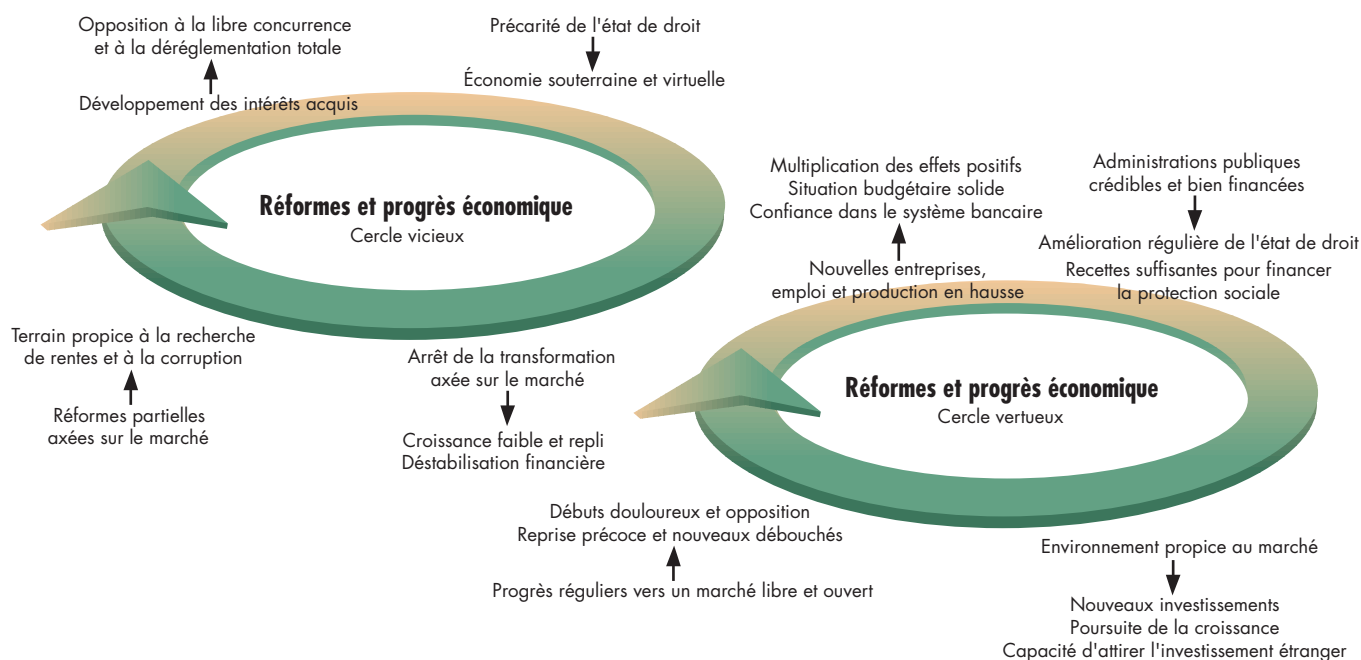 Opposition à la libre concurrence
et à la déréglementation totale
Développement des intérêts acquis
Précarité de l'état de droit
Économie souterraine et virtuelle
Réformes et progrès économique
Cercle vicieux
Terrain propice à la recherche
de rentes et à la corruption
Réformes partielles
axées sur le marché
Arrêt de la transformation
axée sur le marché
Croissance faible et repli
Déstabilisation financière
Multiplication des effets positifs
Situation budgétaire solide
Confiance dans le système bancaire
Nouvelles entreprises,
emploi et production en hausse
Administrations publiques
crédibles et bien financées
Amélioration régulière de l'état de droit
Recettes suffisantes pour financer
la protection sociale
Réformes et progrès économique
Cercle vertueux
Débuts douloureux et opposition
Reprise précoce et nouveaux débouchés
Progrès réguliers vers un marché libre et ouvert
Environnement propice au marché
Nouveaux investissements
Poursuite de la croissance
Capacité d'attirer l'investissement étranger